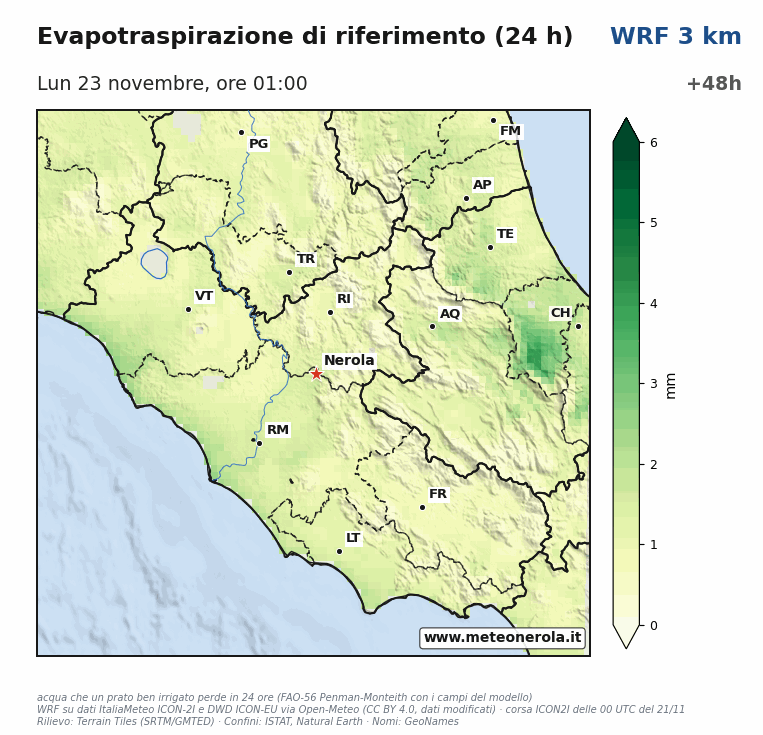 Evapotraspirazione di riferimento (24 h) WRF 3 km
Lun 23 novembre, ore 01:00 +48h
FM
PG
AP
TE
TR
VT
RI
AQ
CH
Nerola
RM
FR
LT
www.meteonerola.it
6
5
4
3
2
1
0
mm
acqua che un prato ben irrigato perde in 24 ore (FAO-56 Penman-Monteith con i campi del modello)
WRF su dati ItaliaMeteo ICON-2I e DWD ICON-EU via Open-Meteo (CC BY 4.0, dati modificati) · corsa ICON2I delle 00 UTC del 21/11
Rilievo: Terrain Tiles (SRTM/GMTED) · Confini: ISTAT, Natural Earth · Nomi: GeoNames